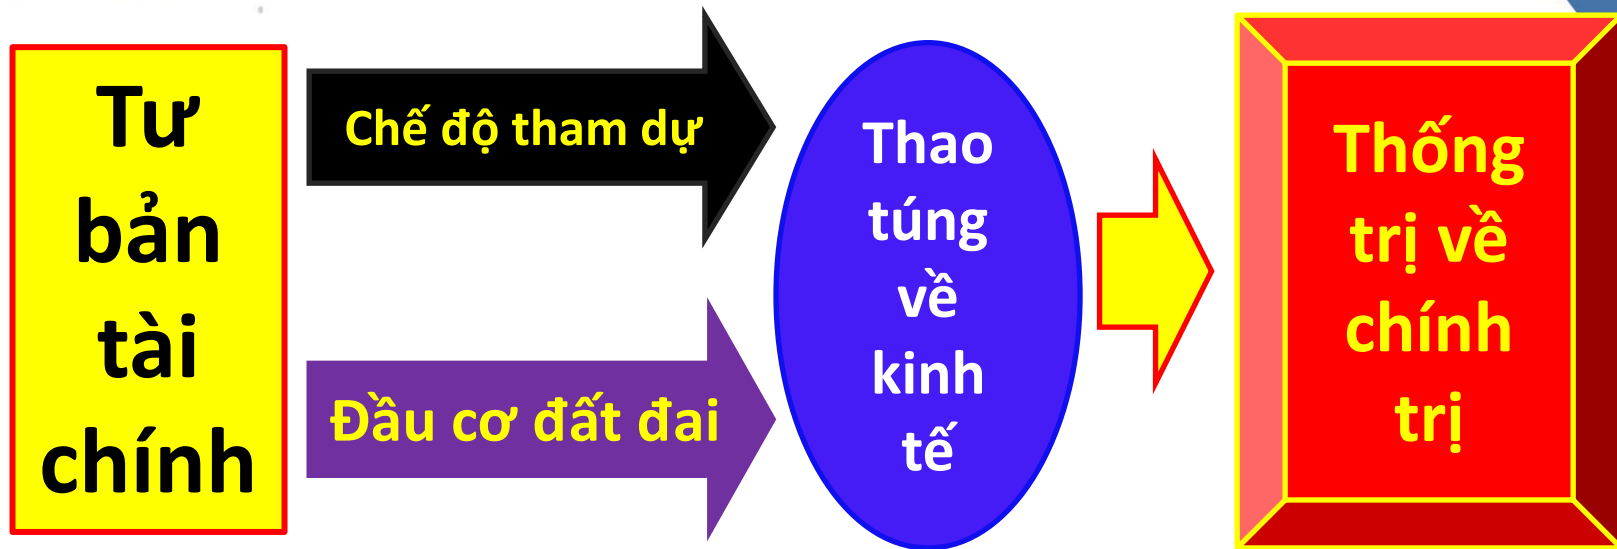 Tư
bản
tài
chính
Chế độ tham dự
Đầu cơ đất đai
Thao
túng
về
kinh
tế
Thống
trị về
chính
trị